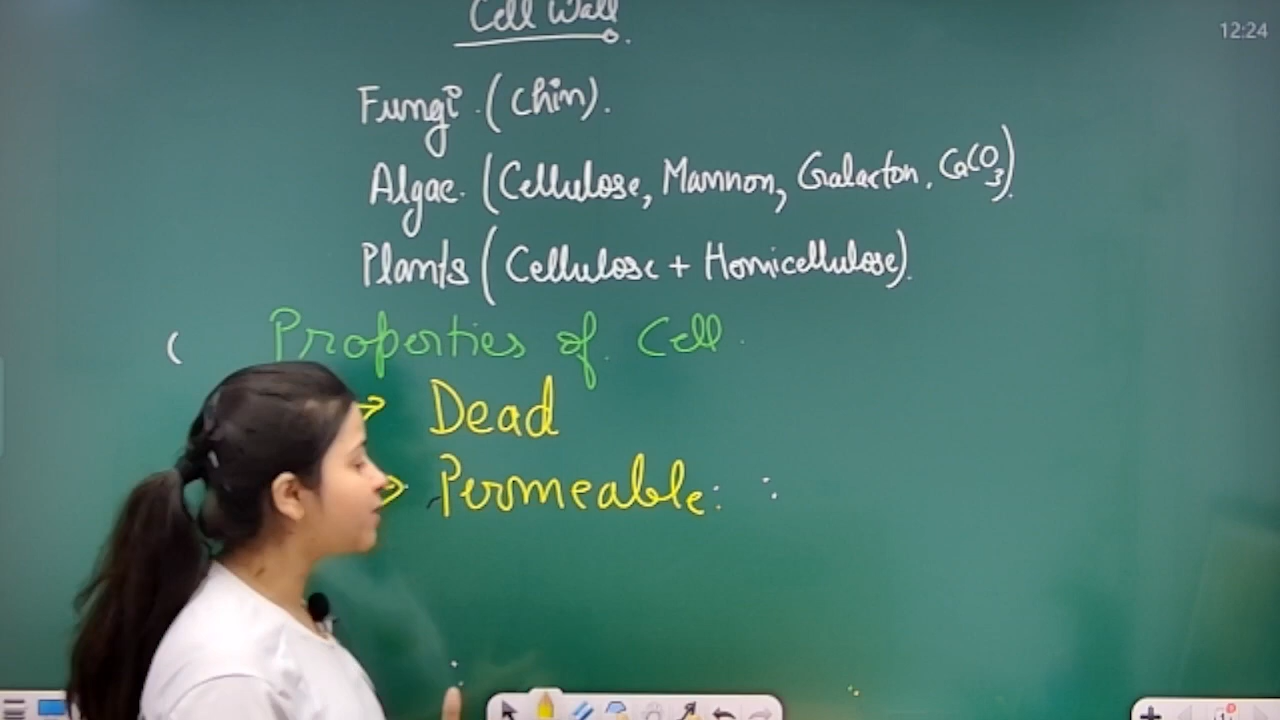 Cell Wall
12:24
Fungi (Chin).
Algae. (Cellulose, Mannon, Galacton, CaCO3).
Plants (Cellulose + Hemicellulose).
( Properties of Cell
→ Dead
→ Permeable: